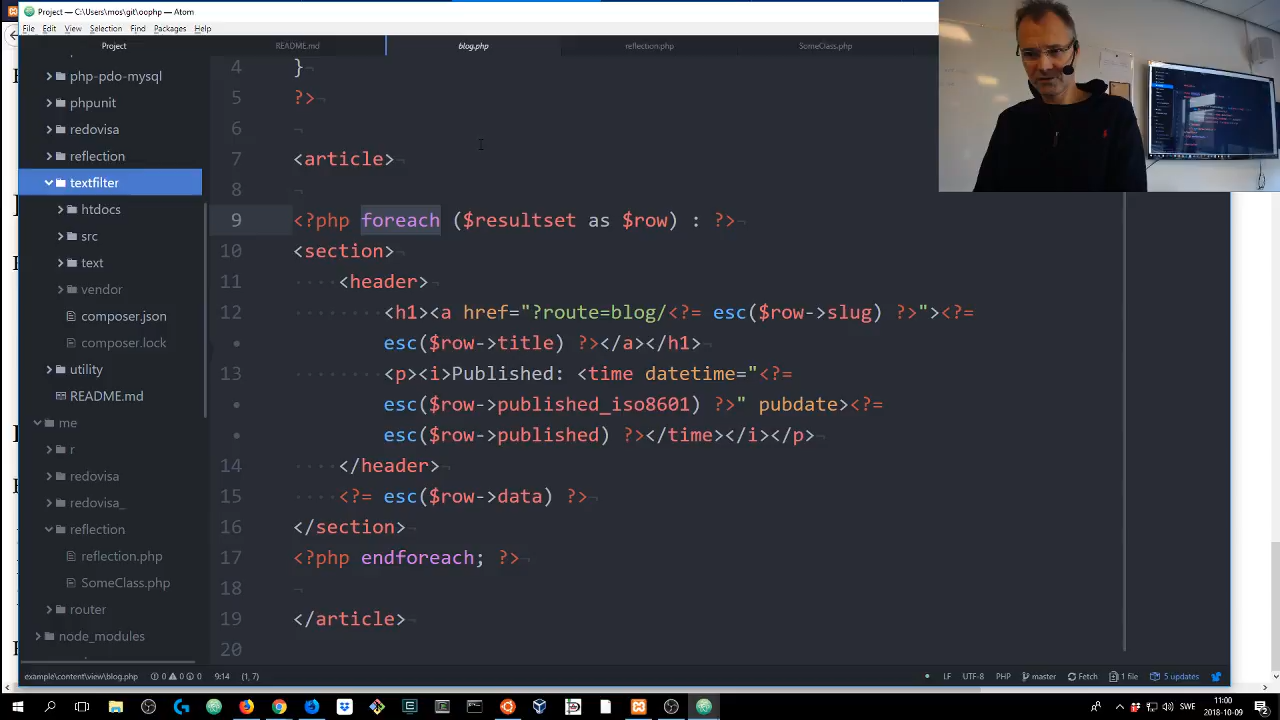 Project — C:\Users\mos\git\oophp — Atom
File Edit View Selection Find Packages Help
Project
README.md
blog.php
reflection.php
SomeClass.php
php-pdo-mysql
phpunit
redovisa
reflection
textfilter
htdocs
src
text
vendor
composer.json
composer.lock
utility
README.md
me
r
redovisa
redovisa_
reflection
reflection.php
SomeClass.php
router
node_modules
4 }
5 ?>
6
7 <article>
8
9 <?php foreach ($resultset as $row) : ?>
10 <section>
11 <header>
12 <h1><a href="?route=blog/<?= esc($row->slug) ?>"><?=
esc($row->title) ?></a></h1>
13 <p><i>Published: <time datetime="<?=
esc($row->published_iso8601) ?>" pubdate><?=
esc($row->published) ?></time></i></p>
14 </header>
15 <?= esc($row->data) ?>
16 </section>
17 <?php endforeach; ?>
18
19 </article>
20
example\content\view\blog.php 0 0 0 9:14 (1, 7) LF UTF-8 PHP master Fetch 1 file 5 updates
SWE 11:00
2018-10-09